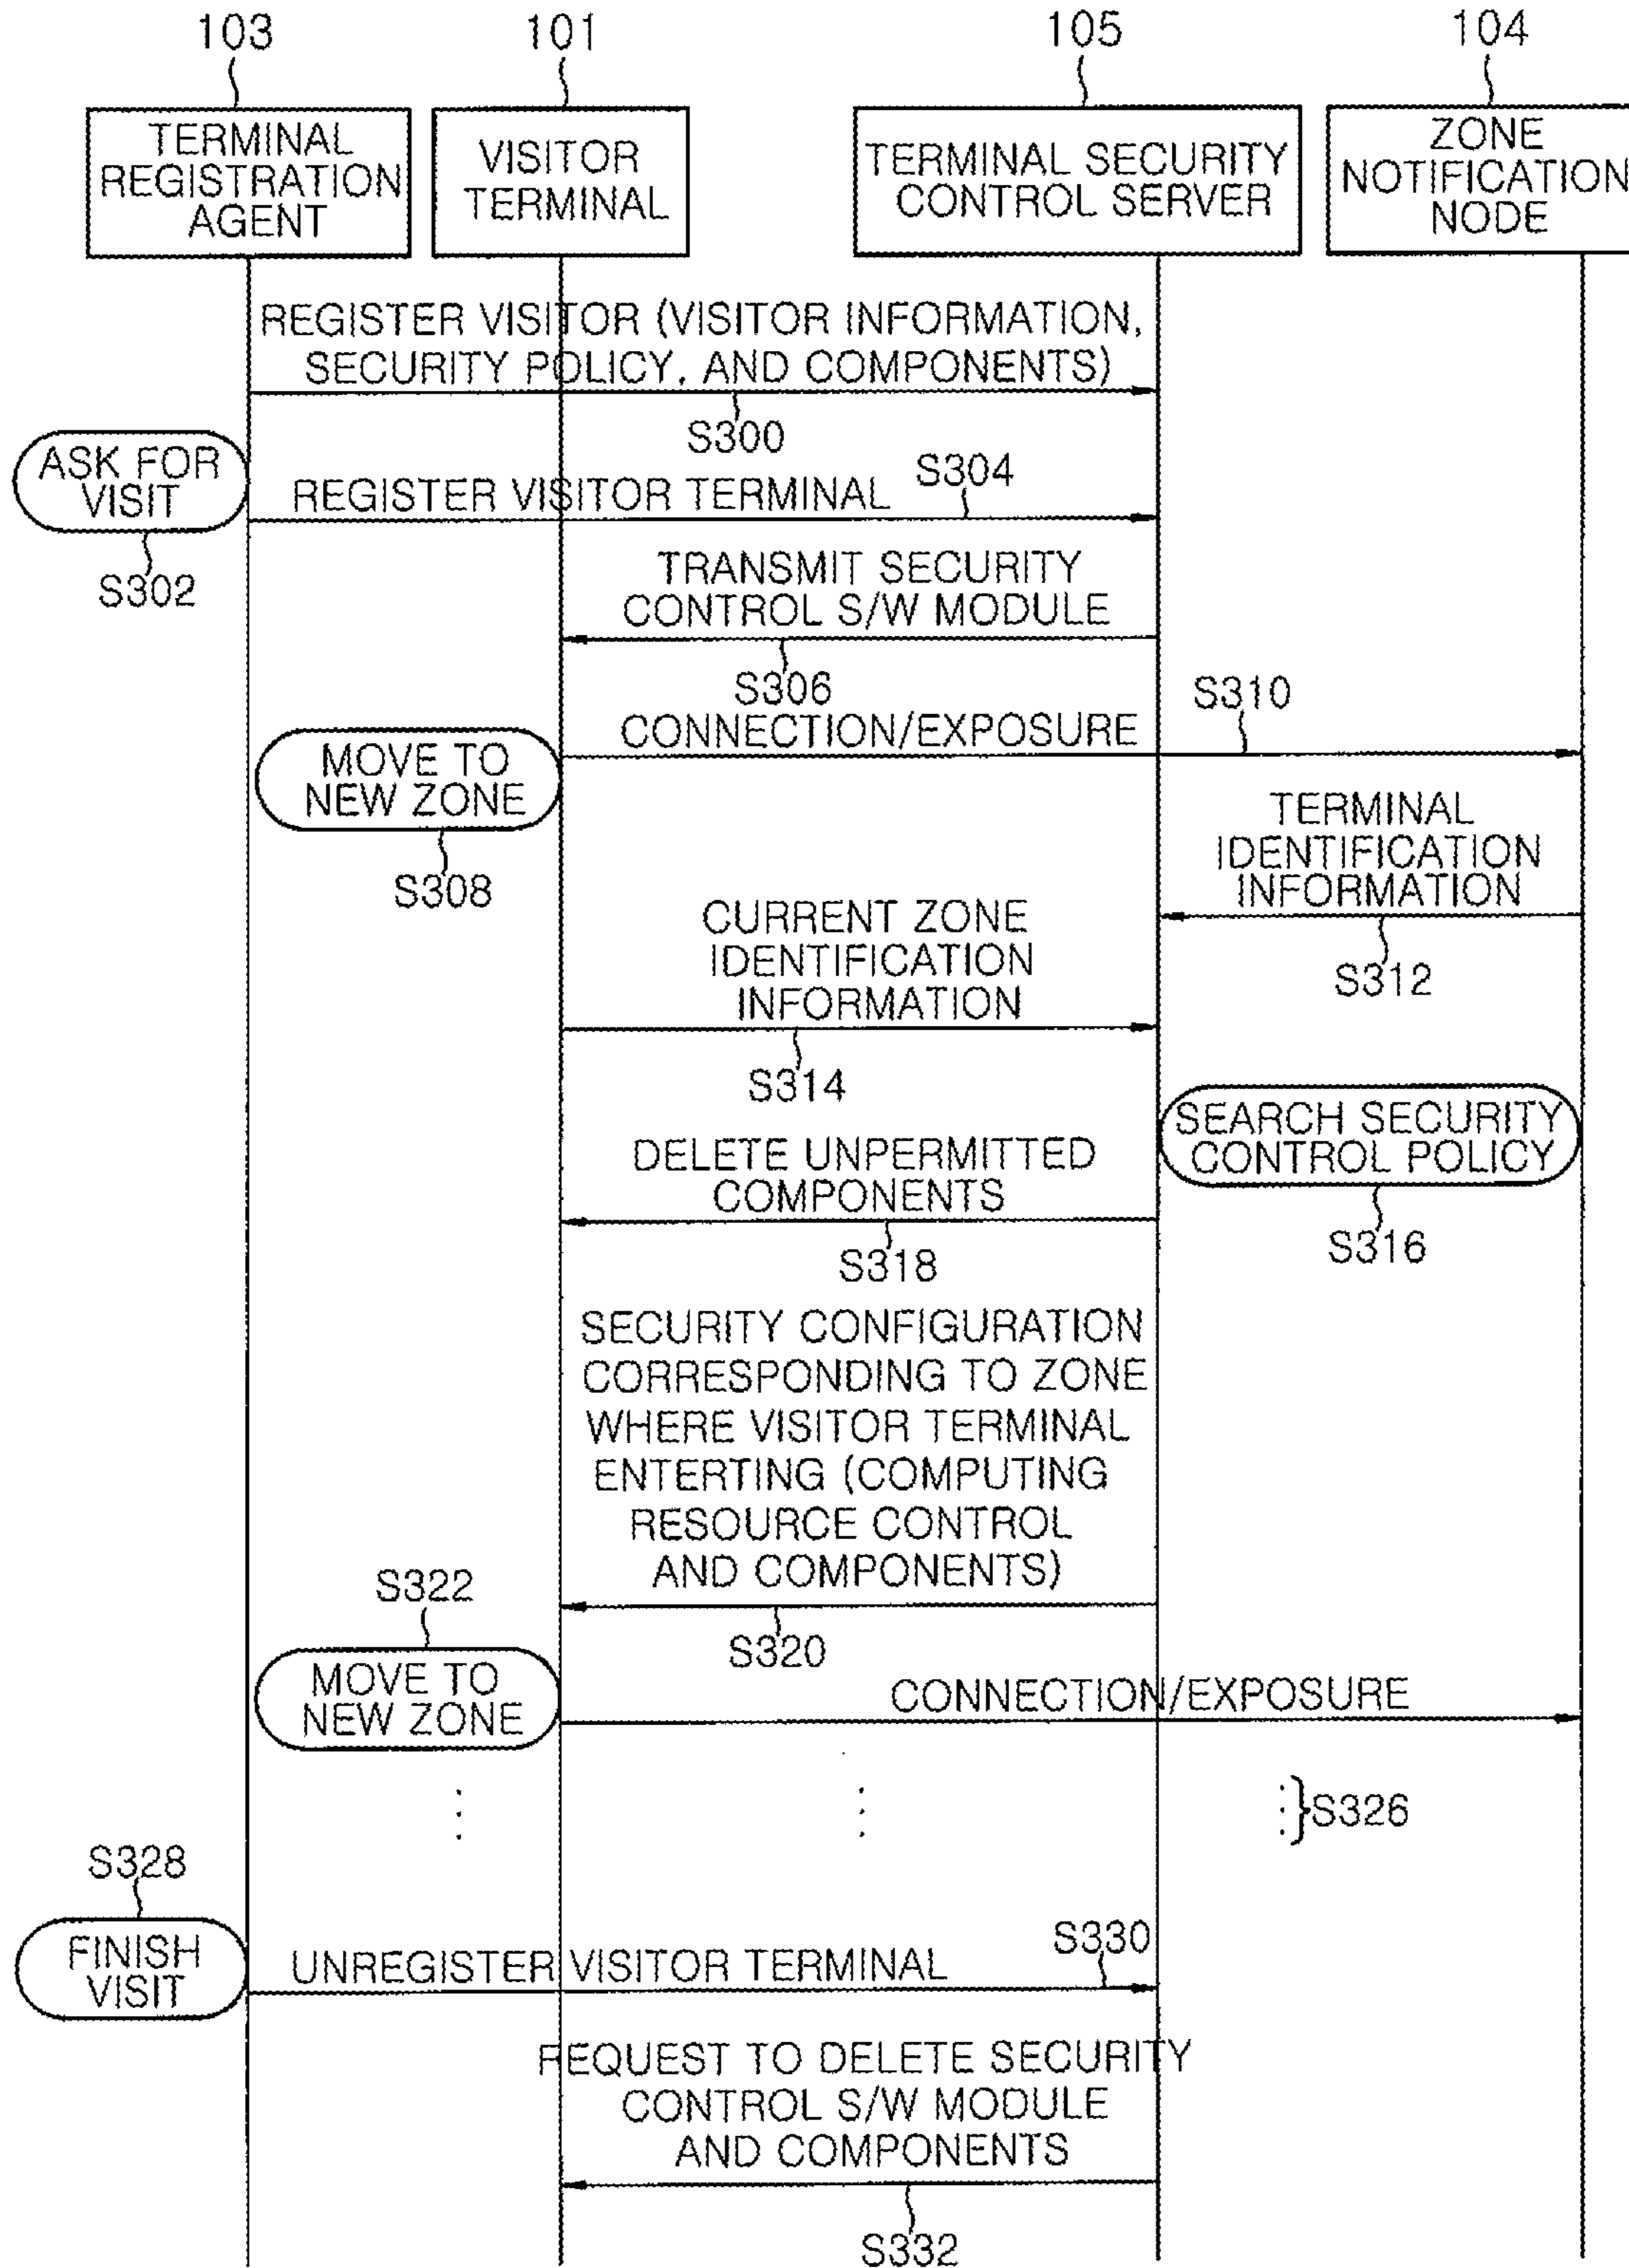 103
101
105
104
TERMINAL
REGISTRATION
AGENT
VISITOR
TERMINAL
TERMINAL SECURITY
CONTROL SERVER
ZONE
NOTIFICATION
NODE
REGISTER VISITOR (VISITOR INFORMATION,
SECURITY POLICY, AND COMPONENTS)
S300
ASK FOR
VISIT
S302
REGISTER VISITOR TERMINAL
S304
TRANSMIT SECURITY
CONTROL S/W MODULE
S306
CONNECTION/EXPOSURE
S310
MOVE TO
NEW ZONE
S308
TERMINAL
IDENTIFICATION
INFORMATION
S312
CURRENT ZONE
IDENTIFICATION
INFORMATION
S314
SEARCH SECURITY
CONTROL POLICY
S316
DELETE UNPERMITTED
COMPONENTS
S318
SECURITY CONFIGURATION
CORRESPONDING TO ZONE
WHERE VISITOR TERMINAL
ENTERTING (COMPUTING
RESOURCE CONTROL
AND COMPONENTS)
S320
S322
MOVE TO
NEW ZONE
CONNECTION/EXPOSURE
S326
S328
FINISH
VISIT
UNREGISTER VISITOR TERMINAL
S330
REQUEST TO DELETE SECURITY
CONTROL S/W MODULE
AND COMPONENTS
S332